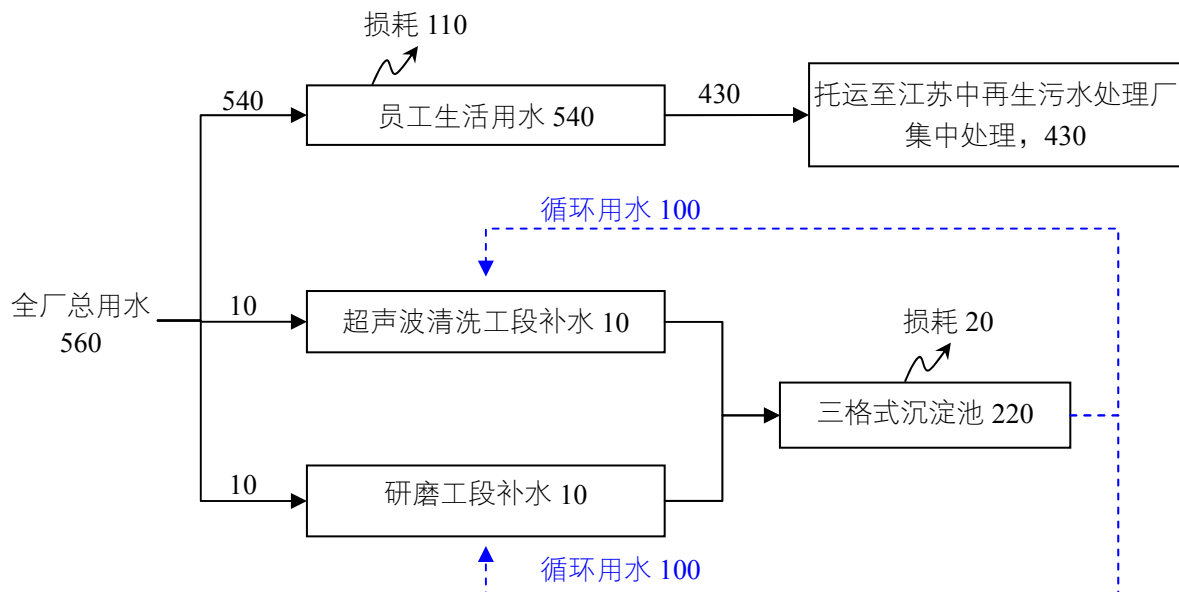 损耗 110
540
员工生活用水 540
430
托运至江苏中再生污水处理厂
集中处理，430
循环用水 100
全厂总用水
560
10
超声波清洗工段补水 10
损耗 20
三格式沉淀池 220
10
研磨工段补水 10
循环用水 100